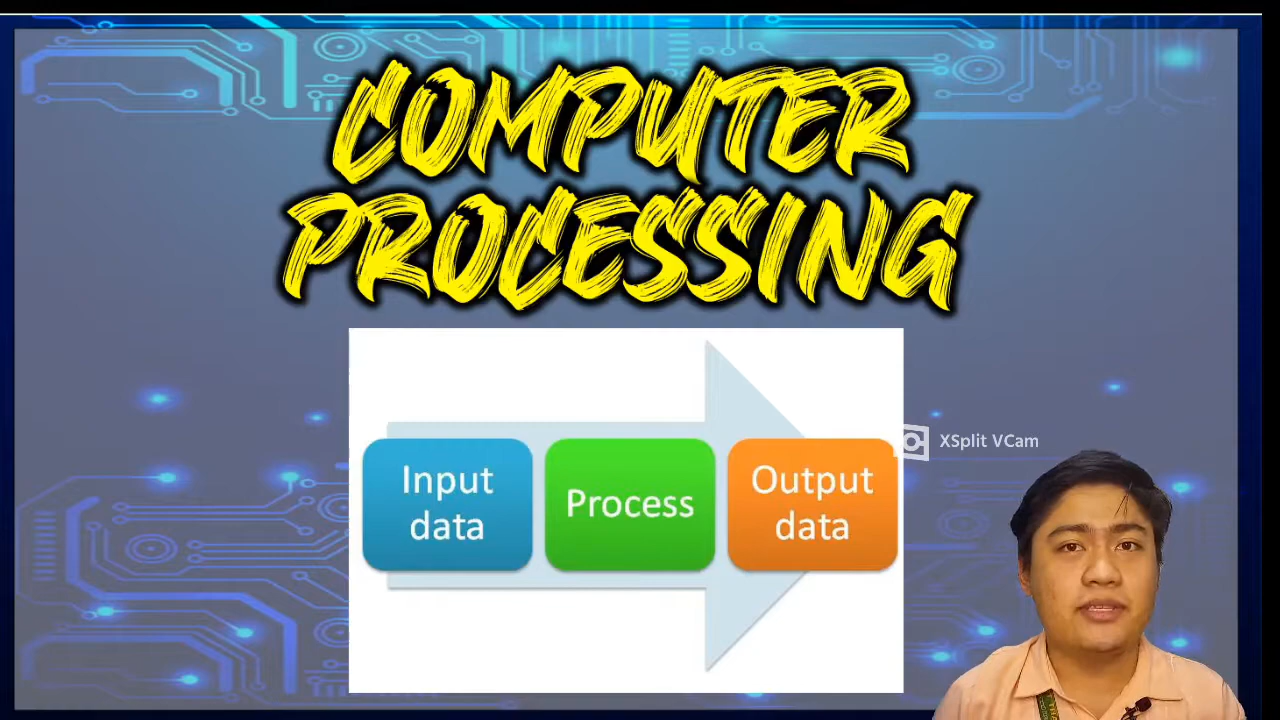 COMPUTER
PROCESSING
Input
data
Process
Output
data
XSplit VCam